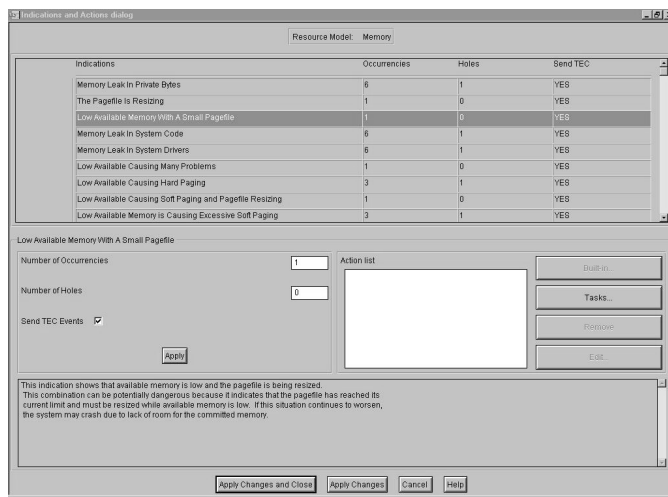 Indications and Actions dialog
Resource Model: Memory
Indications Occurrencies Holes Send TEC
Memory Leak In Private Bytes 6 1 YES
The Pagefile Is Resizing 1 0 YES
Low Available Memory With A Small Pagefile 1 0 YES
Memory Leak In System Code 6 1 YES
Memory Leak In System Drivers 6 1 YES
Low Available Causing Many Problems 1 0 YES
Low Available Causing Hard Paging 3 1 YES
Low Available Causing Soft Paging and Pagefile Resizing 1 0 YES
Low Available Memory is Causing Excessive Soft Paging 3 1 YES
Low Available Memory With A Small Pagefile
Number of Occurrencies 1
Number of Holes 0
Send TEC Events
Apply
Action list
Built-in...
Tasks...
Remove
Edit...
This indication shows that available memory is low and the pagefile is being resized.
This combination can be potentially dangerous because it indicates that the pagefile has reached its
current limit and must be resized while available memory is low. If this situation continues to worsen,
the system may crash due to lack of room for the committed memory.
Apply Changes and Close Apply Changes Cancel Help